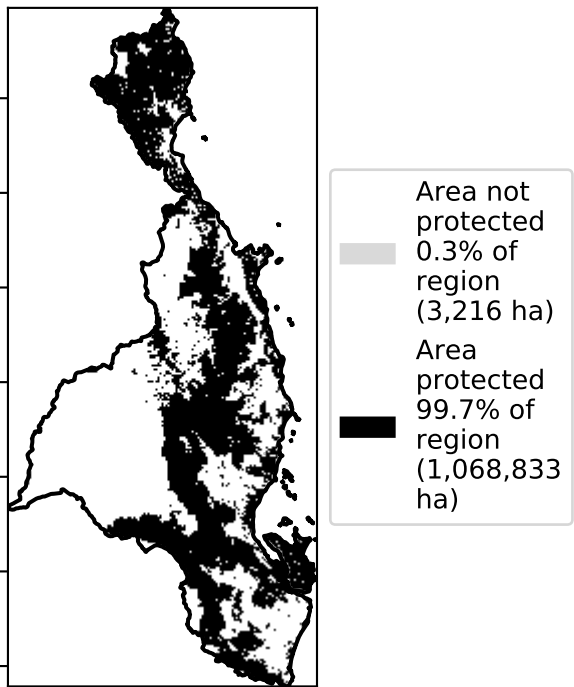 Area not
protected
0.3% of
region
(3,216 ha)
Area
protected
99.7% of
region
(1,068,833
ha)